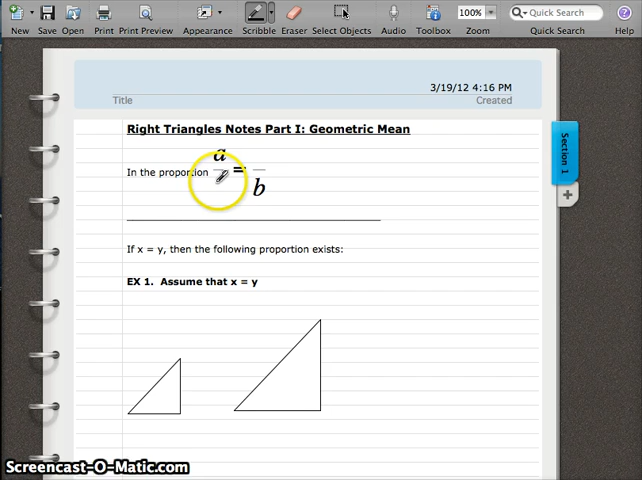 New Save Open Print Print Preview Appearance Scribble Eraser Select Objects Audio Toolbox 100% Zoom Quick Search Quick Search Help
3/19/12 4:16 PM
Title Created
Section 1
Right Triangles Notes Part I: Geometric Mean
In the proportion a = b
If x = y, then the following proportion exists:
EX 1. Assume that x = y
Screencast-O-Matic.com